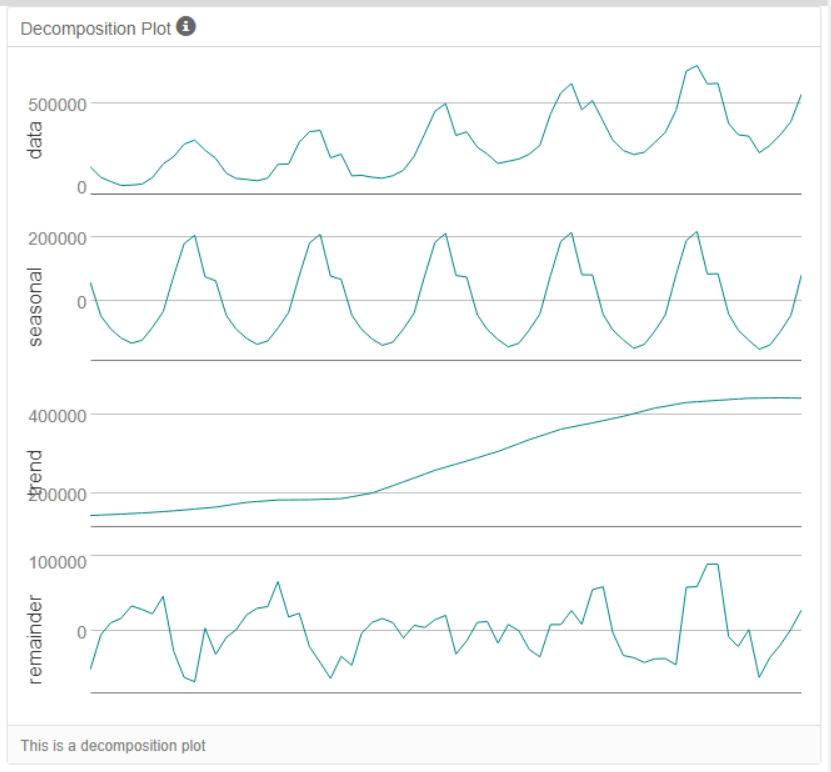 Decomposition Plot i
500000
data
0
200000
seasonal
0
400000
trend
200000
100000
remainder
0
This is a decomposition plot